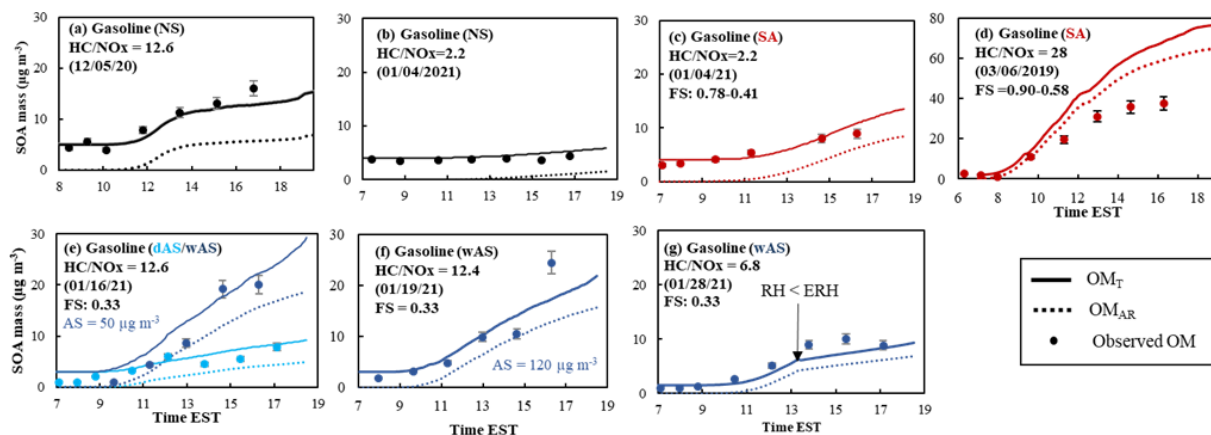 (a) Gasoline (NS)
HC/NOx = 12.6
(12/05/20)
SOA mass (µg m⁻³)
30
20
10
0
8 10 12 14 16 18
(b) Gasoline (NS)
HC/NOx=2.2
(01/04/2021)
30
20
10
0
7 9 11 13 15 17 19
(c) Gasoline (SA)
HC/NOx=2.2
(01/04/21)
FS: 0.78-0.41
30
20
10
0
7 9 11 13 15 17 19
(d) Gasoline (SA)
HC/NOx = 28
(03/06/2019)
FS =0.90-0.58
80
60
40
20
0
6 8 10 12 14 16 18
Time EST
(e) Gasoline (dAS/wAS)
HC/NOx = 12.6
(01/16/21)
FS: 0.33
AS = 50 µg m⁻³
SOA mass (µg m⁻³)
30
20
10
0
7 9 11 13 15 17 19
Time EST
(f) Gasoline (wAS)
HC/NOx = 12.4
(01/19/21)
FS = 0.33
AS = 120 µg m⁻³
30
20
10
0
7 9 11 13 15 17 19
Time EST
(g) Gasoline (wAS)
HC/NOx = 6.8
(01/28/21)
FS: 0.33
RH < ERH
30
20
10
0
7 9 11 13 15 17 19
Time EST
OM_T
OM_AR
Observed OM